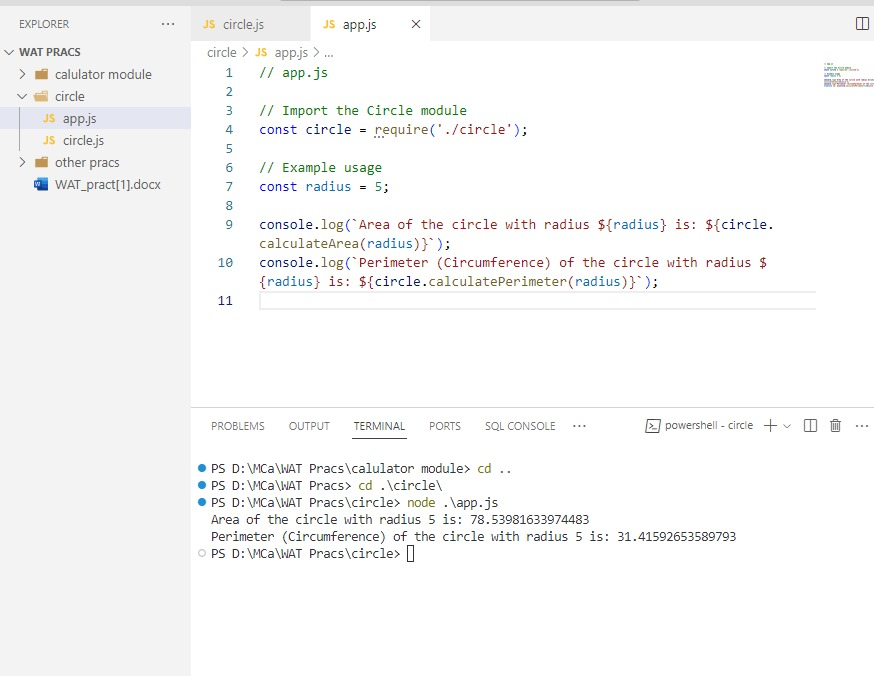 EXPLORER ...
WAT PRACS
calulator module
circle
JS app.js
JS circle.js
other pracs
WAT_pract[1].docx
JS circle.js JS app.js
circle > JS app.js > ...
1 // app.js
2
3 // Import the Circle module
4 const circle = require('./circle');
5
6 // Example usage
7 const radius = 5;
8
9 console.log(`Area of the circle with radius ${radius} is: ${circle.
calculateArea(radius)}`);
10 console.log(`Perimeter (Circumference) of the circle with radius $
{radius} is: ${circle.calculatePerimeter(radius)}`);
11
PROBLEMS OUTPUT TERMINAL PORTS SQL CONSOLE ... powershell - circle
PS D:\MCa\WAT Pracs\calulator module> cd ..
PS D:\MCa\WAT Pracs> cd .\circle\
PS D:\MCa\WAT Pracs\circle> node .\app.js
Area of the circle with radius 5 is: 78.53981633974483
Perimeter (Circumference) of the circle with radius 5 is: 31.41592653589793
PS D:\MCa\WAT Pracs\circle>